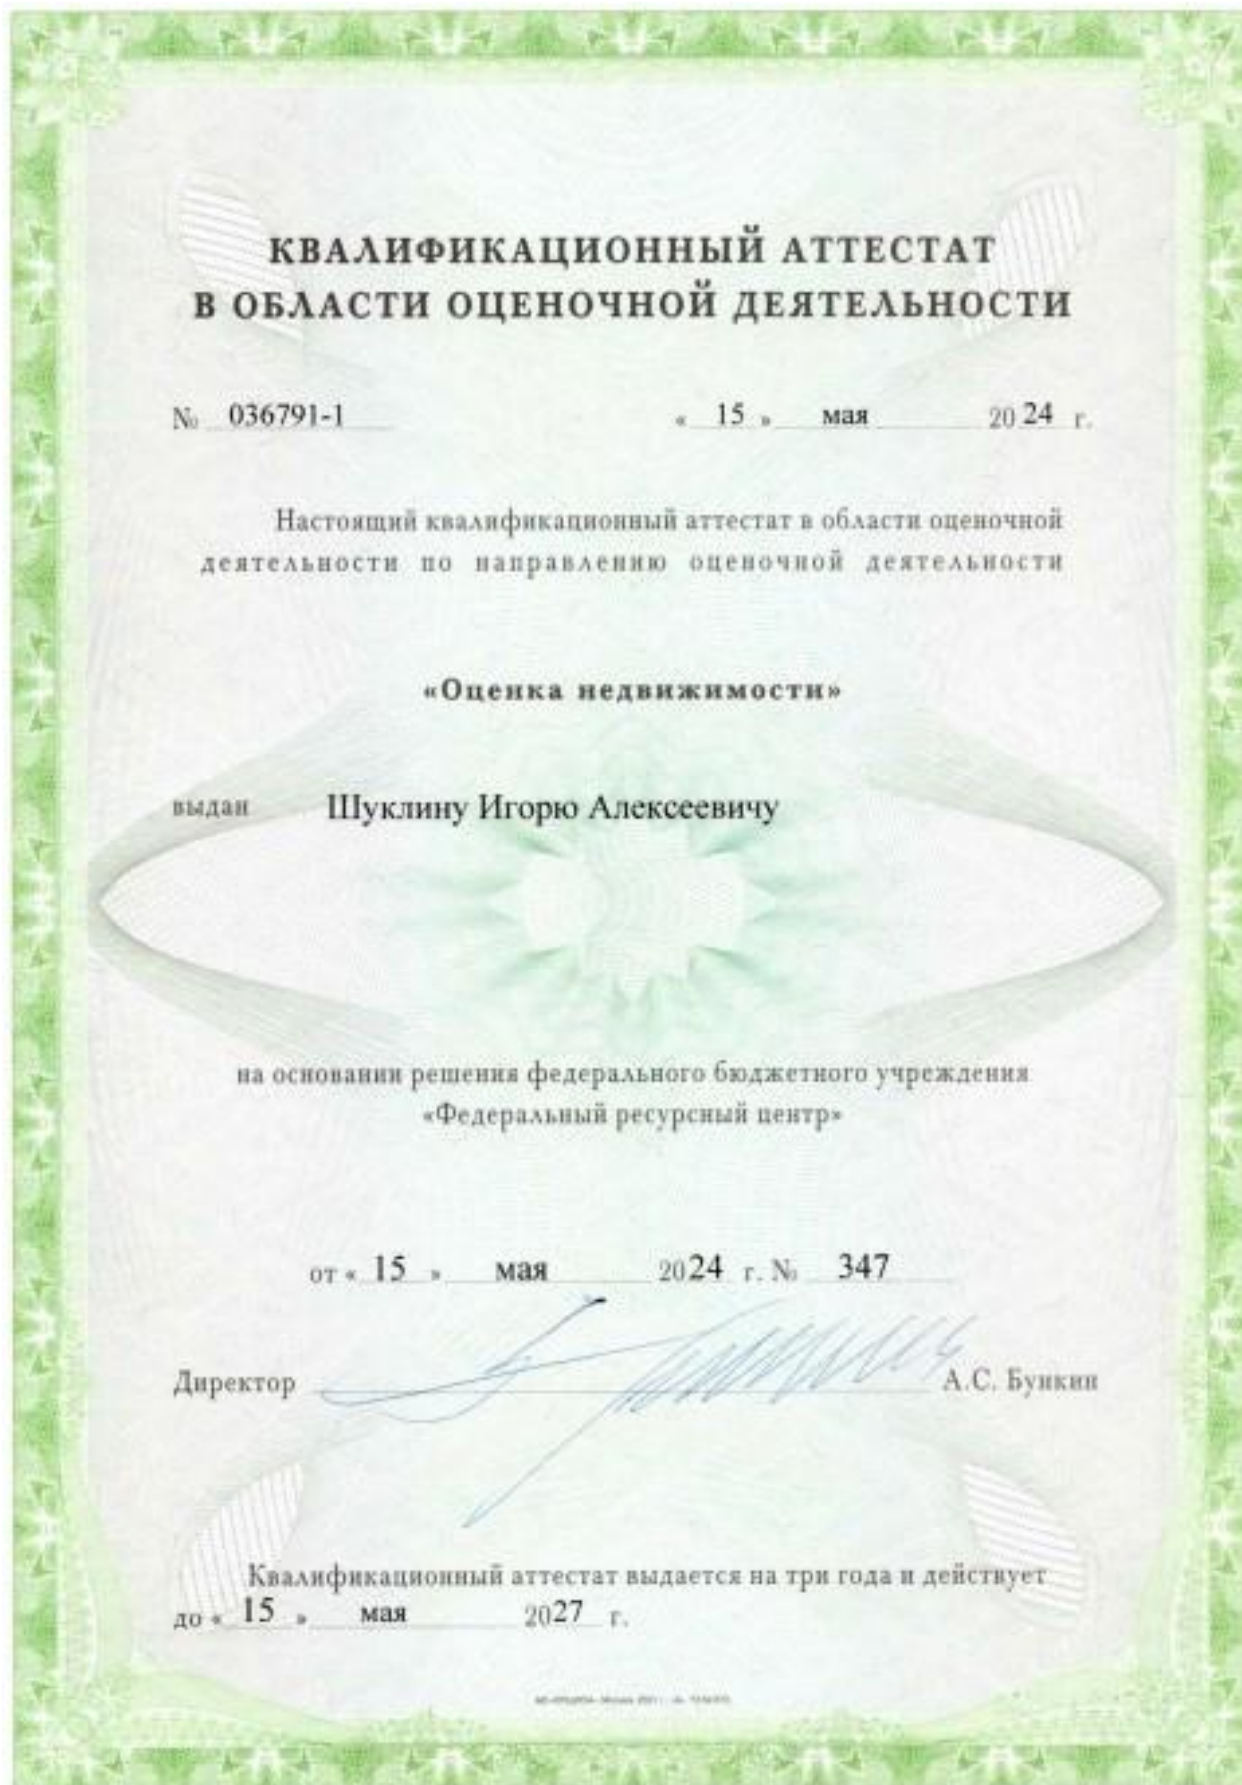 КВАЛИФИКАЦИОННЫЙ АТТЕСТАТ
В ОБЛАСТИ ОЦЕНОЧНОЙ ДЕЯТЕЛЬНОСТИ
№ 036791-1 « 15 » мая 2024 г.
Настоящий квалификационный аттестат в области оценочной
деятельности по направлению оценочной деятельности
«Оценка недвижимости»
выдан Шуклину Игорю Алексеевичу
на основании решения федерального бюджетного учреждения
«Федеральный ресурсный центр»
от « 15 » мая 2024 г. № 347
Директор А.С. Бункин
Квалификационный аттестат выдается на три года и действует
до « 15 » мая 2027 г.